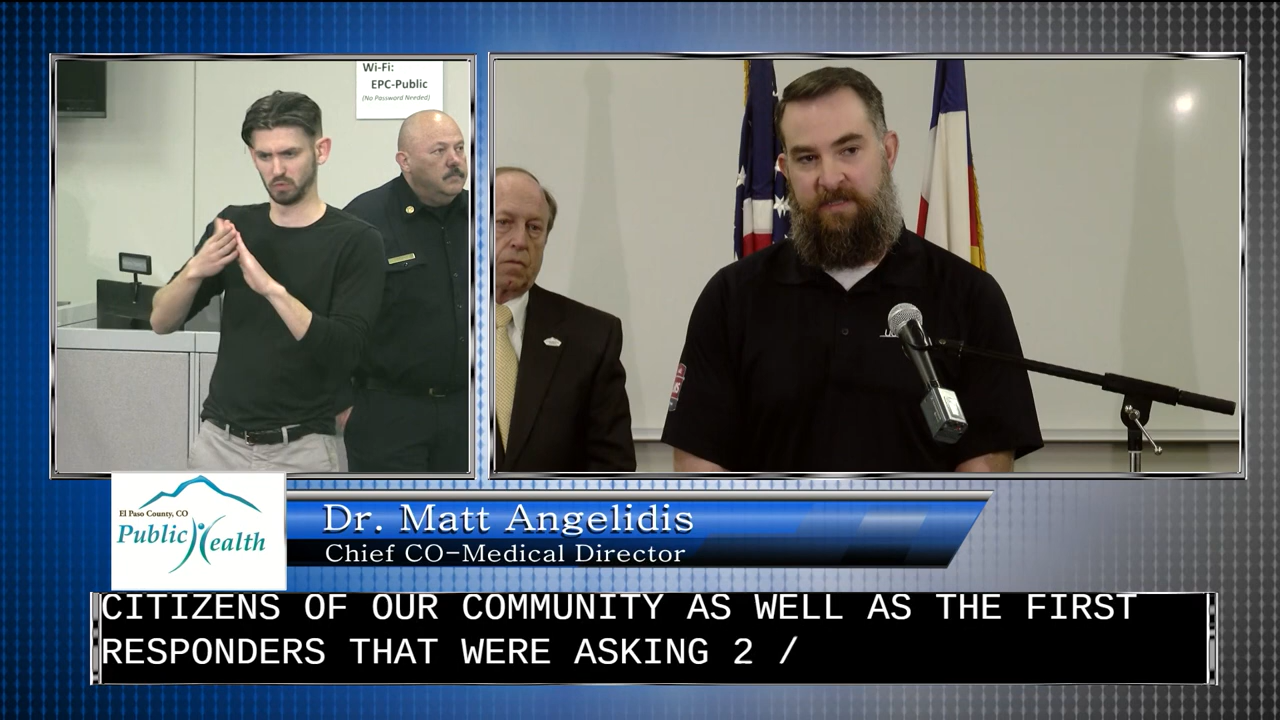 Wi-Fi:
EPC-Public
(No Password Needed)
El Paso County, CO
Public Health
Dr. Matt Angelidis
Chief CO-Medical Director
CITIZENS OF OUR COMMUNITY AS WELL AS THE FIRST
RESPONDERS THAT WERE ASKING 2 /